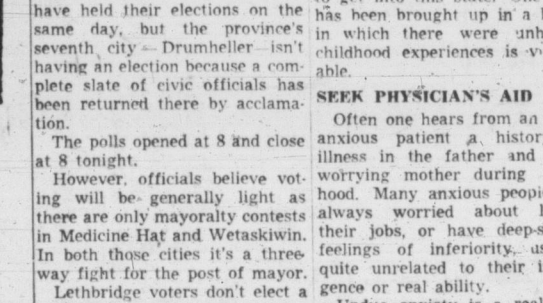 have held their elections on the
same day, but the province's
seventh city — Drumheller isn't
having an election because a com-
plete slate of civic officials has
been returned there by acclama-
tion.
The polls opened at 8 and close
at 8 tonight.
However, officials believe vot-
ing will be generally light as
there are only mayoralty contests
in Medicine Hat and Wetaskiwin.
In both those cities it's a three-
way fight for the post of mayor.
Lethbridge voters don't elect a
has been brought up in a
in which there were unh
childhood experiences is
able.
SEEK PHYSICIAN'S AID
Often one hears from an
anxious patient a histor
illness in the father and
worrying mother during
hood. Many anxious peopl
always worried about
their jobs, or have deep-s
feelings of inferiority, us
quite unrelated to their i
gence or real ability.